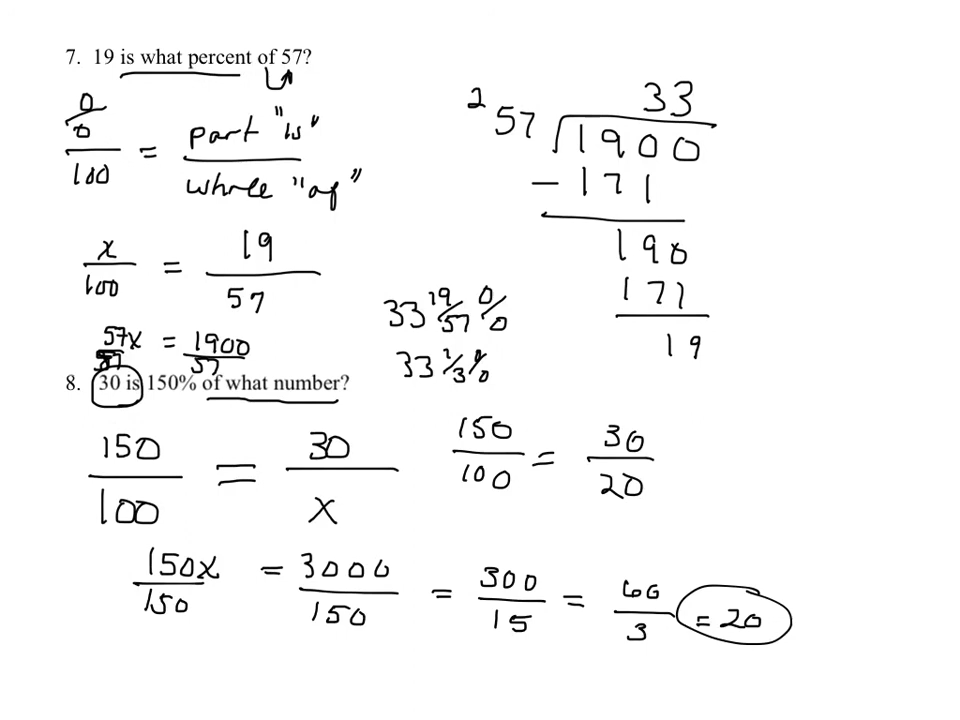 7. 19 is what percent of 57?
%/100 = part "is"/whole "of"
x/100 = 19/57
57x/57 = 1900/57
33 19/57 %
33 1/3 %
2
33
57 1900
- 171
190
171
19
8. 30 is 150% of what number?
150/100 = 30/x
150/100 = 30/20
150x/150 = 3000/150 = 300/15 = 60/3 = 20